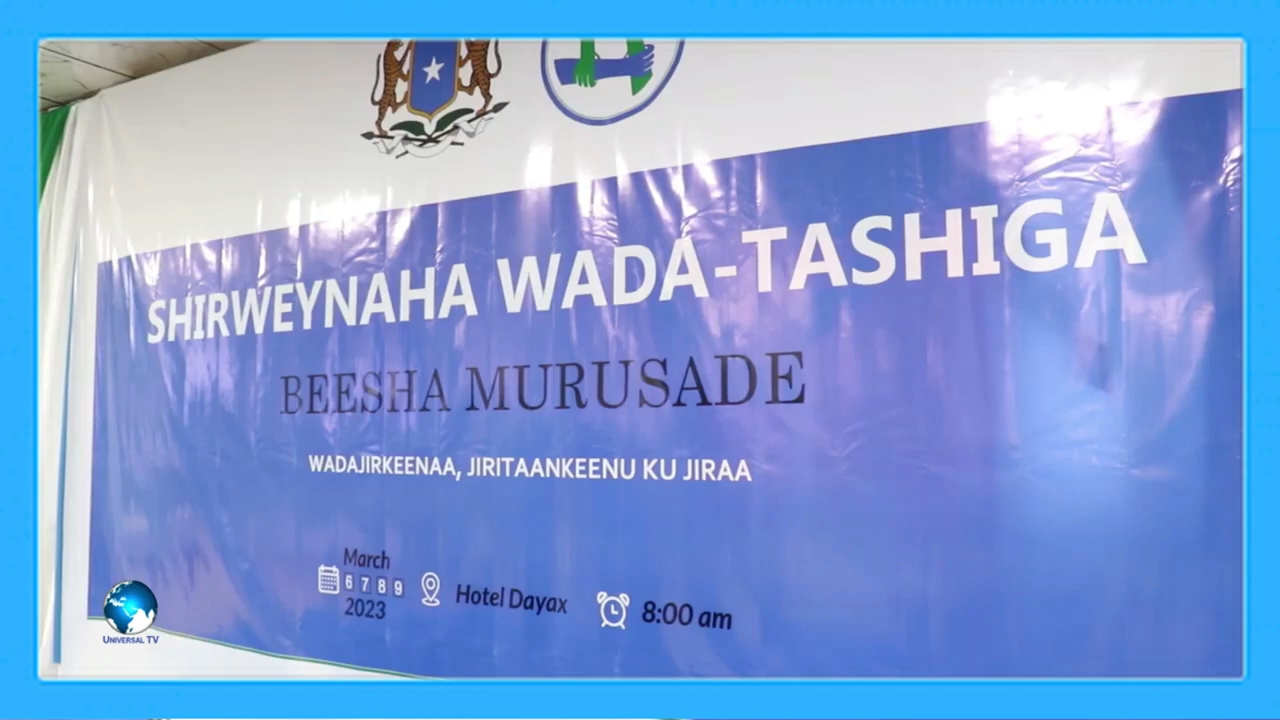 SHIRWEYNAHA WADA-TASHIGA
BEESHA MURUSADE
WADAJIRKEENAA, JIRITAANKEENU KU JIRAA
March
6 7 8 9
2023
Hotel Dayax
8:00 am
UNIVERSAL TV